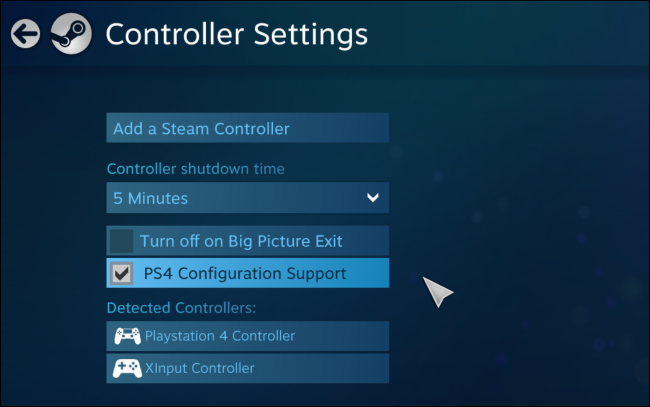 Controller Settings
Add a Steam Controller
Controller shutdown time
5 Minutes
Turn off on Big Picture Exit
PS4 Configuration Support
Detected Controllers:
Playstation 4 Controller
XInput Controller